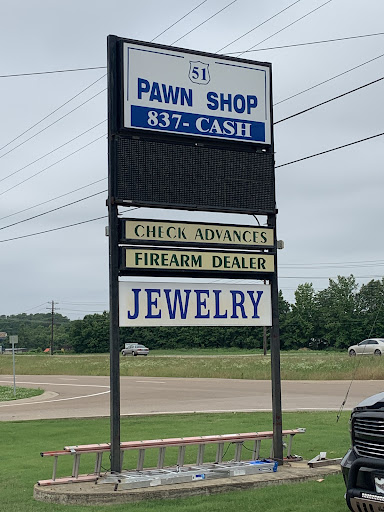 51
PAWN SHOP
837- CASH
CHECK ADVANCES
FIREARM DEALER
JEWELRY